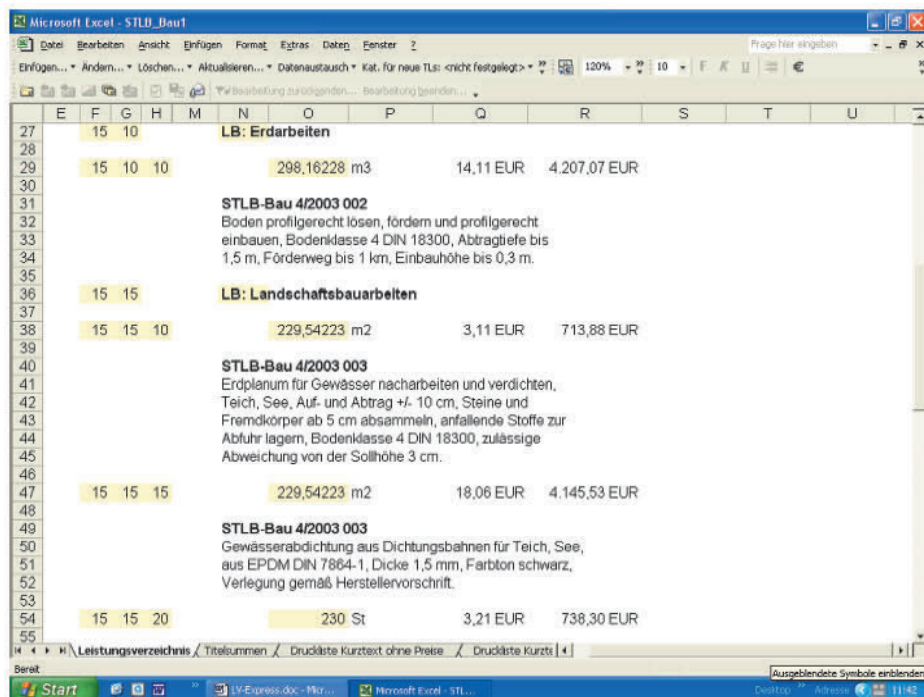 Microsoft Excel - STLB_Bau1
Datei Bearbeiten Ansicht Einfügen Format Extras Daten Fenster ? Frage hier eingeben
Einfügen... Ändern... Löschen... Aktualisieren... Datenaustausch Kat. für neue TLs: <nicht festgelegt> 120% 10 F K U €
Bearbeitung beenden...
E F G H M N O P Q R S T U
27 15 10 LB: Erdarbeiten
28
29 15 10 10 298,16228 m3 14,11 EUR 4.207,07 EUR
30
31 STLB-Bau 4/2003 002
32 Boden profilgerecht lösen, fördern und profilgerecht
33 einbauen, Bodenklasse 4 DIN 18300, Abtragtiefe bis
34 1,5 m, Förderweg bis 1 km, Einbauhöhe bis 0,3 m.
35
36 15 15 LB: Landschaftsbauarbeiten
37
38 15 15 10 229,54223 m2 3,11 EUR 713,88 EUR
39
40 STLB-Bau 4/2003 003
41 Erdplanum für Gewässer nacharbeiten und verdichten,
42 Teich, See, Auf- und Abtrag +/- 10 cm, Steine und
43 Fremdkörper ab 5 cm absammeln, anfallende Stoffe zur
44 Abfuhr lagern, Bodenklasse 4 DIN 18300, zulässige
45 Abweichung von der Sollhöhe 3 cm.
46
47 15 15 15 229,54223 m2 18,06 EUR 4.145,53 EUR
48
49 STLB-Bau 4/2003 003
50 Gewässerabdichtung aus Dichtungsbahnen für Teich, See,
51 aus EPDM DIN 7864-1, Dicke 1,5 mm, Farbton schwarz,
52 Verlegung gemäß Herstellervorschrift.
53
54 15 15 20 230 St 3,21 EUR 738,30 EUR
55
Leistungsverzeichnis / Titelsummen / Druckliste Kurztext ohne Preise / Druckliste Kurzte
Bereit
Ausgeblendete Symbole einblenden
Start LV-Express.doc - Micr... Microsoft Excel - STL... Desktop Adresse 11:42